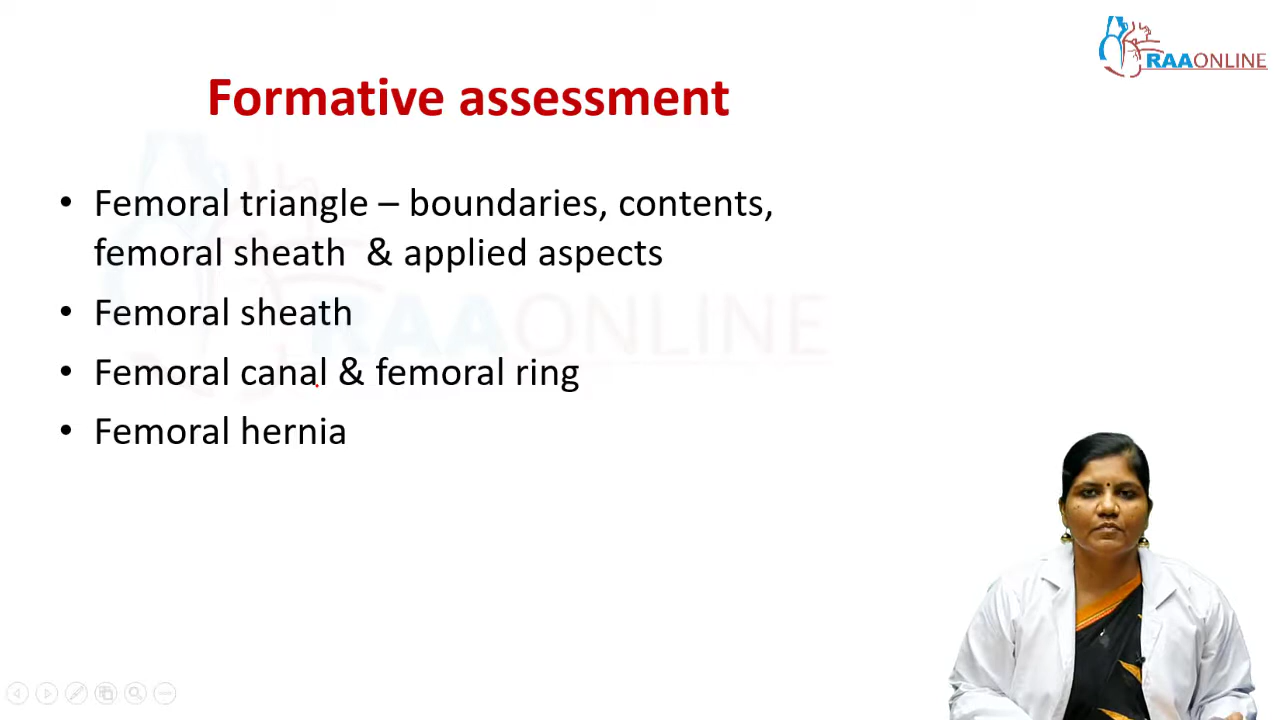 RAAONLINE
Formative assessment
• Femoral triangle – boundaries, contents,
femoral sheath & applied aspects
• Femoral sheath
• Femoral canal & femoral ring
• Femoral hernia
RAAONLINE